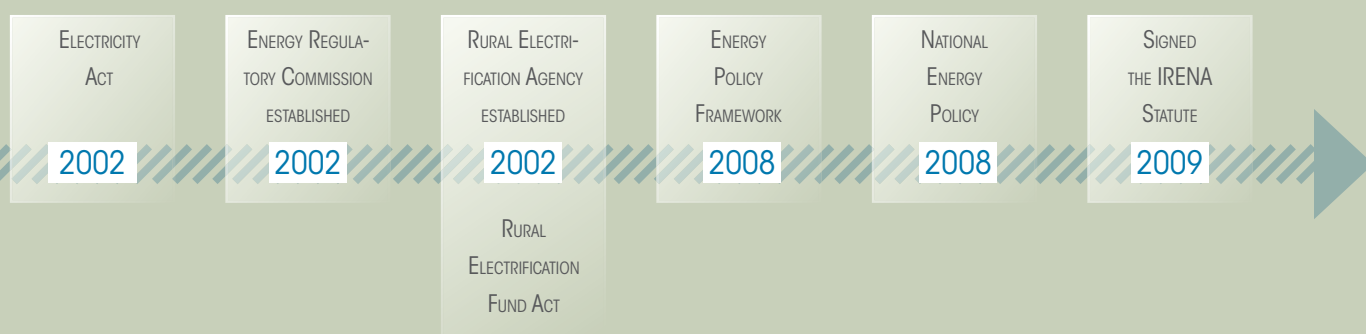 Electricity
Act
2002
Energy Regula-
tory Commission
established
2002
Rural Electri-
fication Agency
established
2002
Rural
Electrification
Fund Act
Energy
Policy
Framework
2008
National
Energy
Policy
2008
Signed
the IRENA
Statute
2009